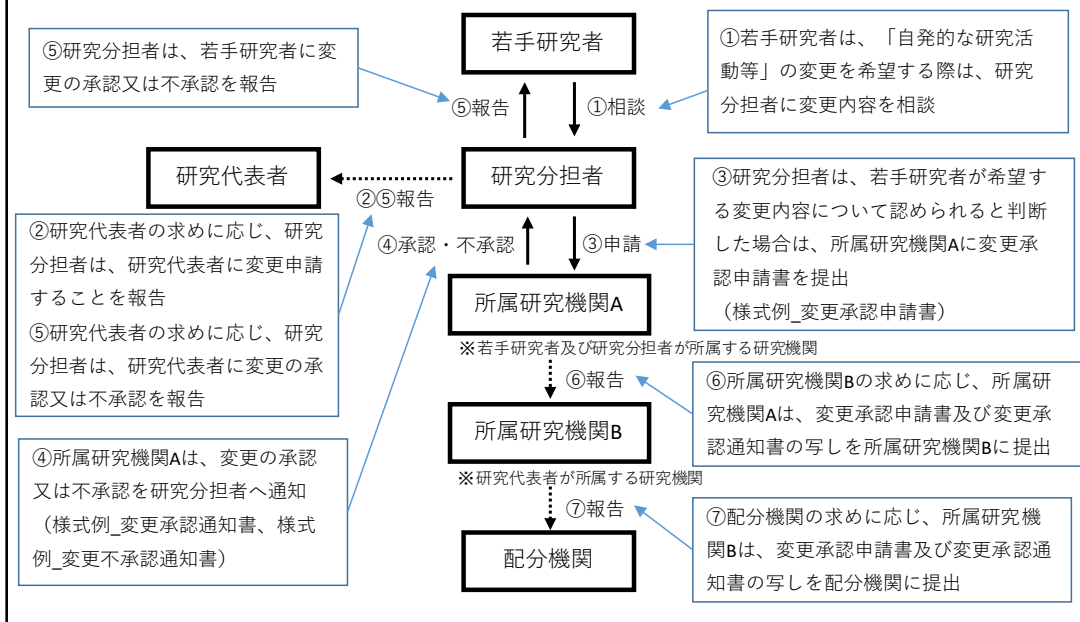 ⑤研究分担者は、若手研究者に変
更の承認又は不承認を報告
若手研究者
①若手研究者は、「自発的な研究活
動等」の変更を希望する際は、研究
分担者に変更内容を相談
⑤報告
①相談
研究代表者
研究分担者
②⑤報告
③研究分担者は、若手研究者が希望す
る変更内容について認められると判断
した場合は、所属研究機関Aに変更承
認申請書を提出
（様式例_変更承認申請書）
②研究代表者の求めに応じ、研究
分担者は、研究代表者に変更申請
することを報告
⑤研究代表者の求めに応じ、研究
分担者は、研究代表者に変更の承
認又は不承認を報告
④承認・不承認
③申請
所属研究機関A
※若手研究者及び研究分担者が所属する研究機関
⑥報告
⑥所属研究機関Bの求めに応じ、所属研
究機関Aは、変更承認申請書及び変更承
認通知書の写しを所属研究機関Bに提出
所属研究機関B
※研究代表者が所属する研究機関
④所属研究機関Aは、変更の承認
又は不承認を研究分担者へ通知
（様式例_変更承認通知書、様式
例_変更不承認通知書）
⑦報告
⑦配分機関の求めに応じ、所属研究機
関Bは、変更承認申請書及び変更承認通
知書の写しを配分機関に提出
配分機関